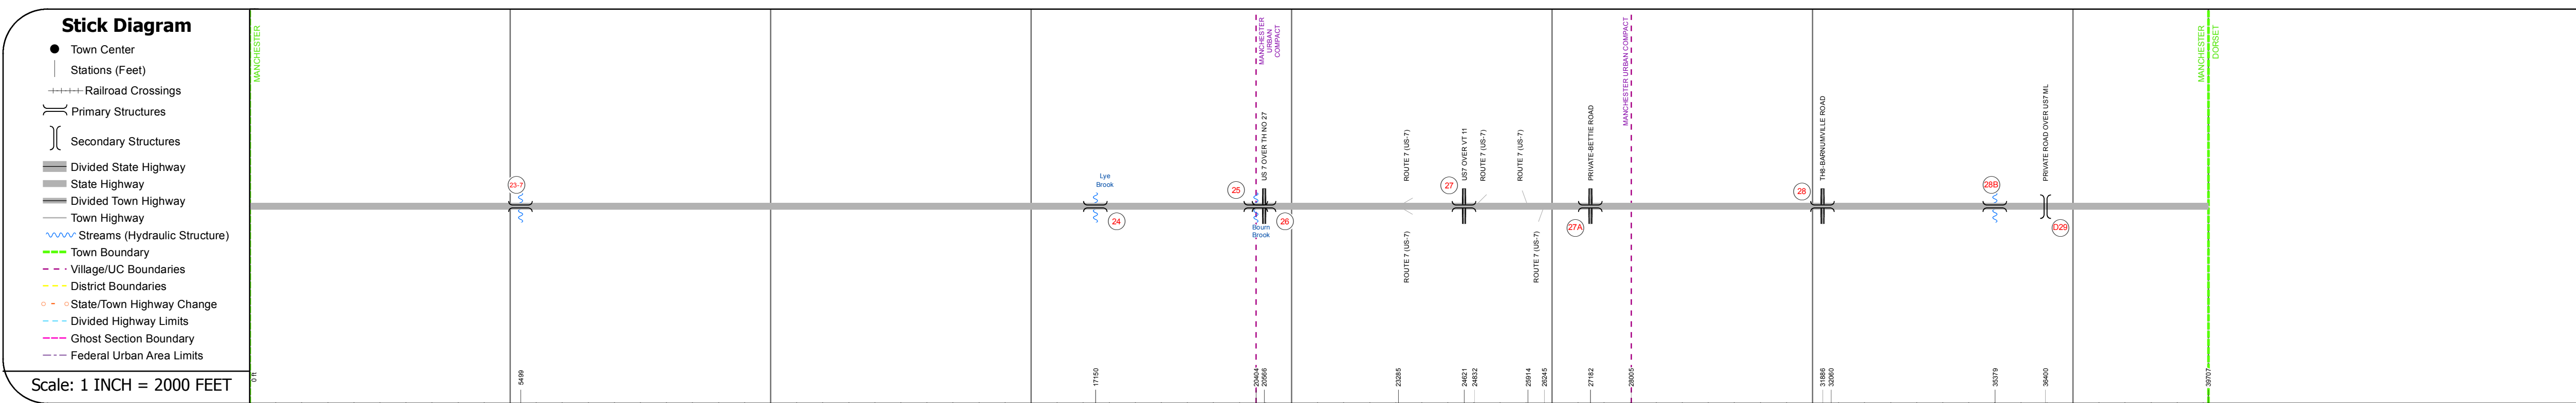 Stick Diagram
Town Center
Stations (Feet)
Railroad Crossings
Primary Structures
Secondary Structures
Divided State Highway
State Highway
Divided Town Highway
Town Highway
Streams (Hydraulic Structure)
Town Boundary
Village/UC Boundaries
District Boundaries
State/Town Highway Change
Divided Highway Limits
Ghost Section Boundary
Federal Urban Area Limits
Scale: 1 INCH = 2000 FEET
MANCHESTER
0 ft
23-7
5499
Lye
Brook
24
17150
MANCHESTER
URBAN
COMPACT
US 7 OVER TH NO 27
25
26
Bourn
Brook
20404
20566
ROUTE 7 (US-7)
ROUTE 7 (US-7)
23285
US7 OVER VT 11
27
24621
ROUTE 7 (US-7)
24832
ROUTE 7 (US-7)
25914
ROUTE 7 (US-7)
26245
PRIVATE-BETTIE ROAD
27A
27182
MANCHESTER URBAN COMPACT
28005
TH8-BARNUMVILLE ROAD
28
31886
32060
28B
35379
PRIVATE ROAD OVER US7 ML
D29
36400
MANCHESTER
DORSET
39707